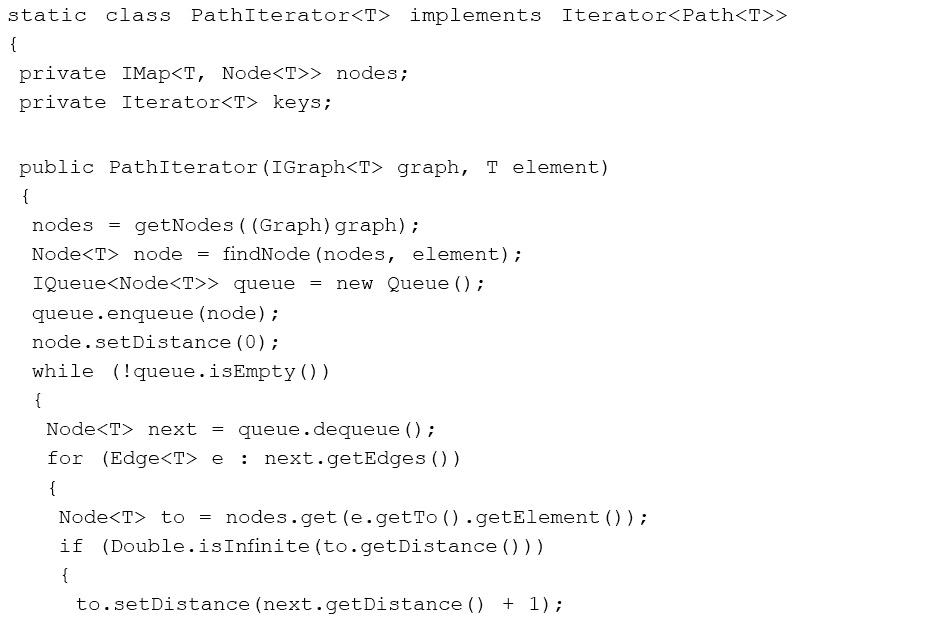 static class PathIterator<T> implements Iterator<Path<T>>
{
private IMap<T, Node<T>> nodes;
private Iterator<T> keys;
public PathIterator(IGraph<T> graph, T element)
{
nodes = getNodes((Graph)graph);
Node<T> node = findNode(nodes, element);
IQueue<Node<T>> queue = new Queue();
queue.enqueue(node);
node.setDistance(0);
while (!queue.isEmpty())
{
Node<T> next = queue.dequeue();
for (Edge<T> e : next.getEdges())
{
Node<T> to = nodes.get(e.getTo().getElement());
if (Double.isInfinite(to.getDistance()))
{
to.setDistance(next.getDistance() + 1);